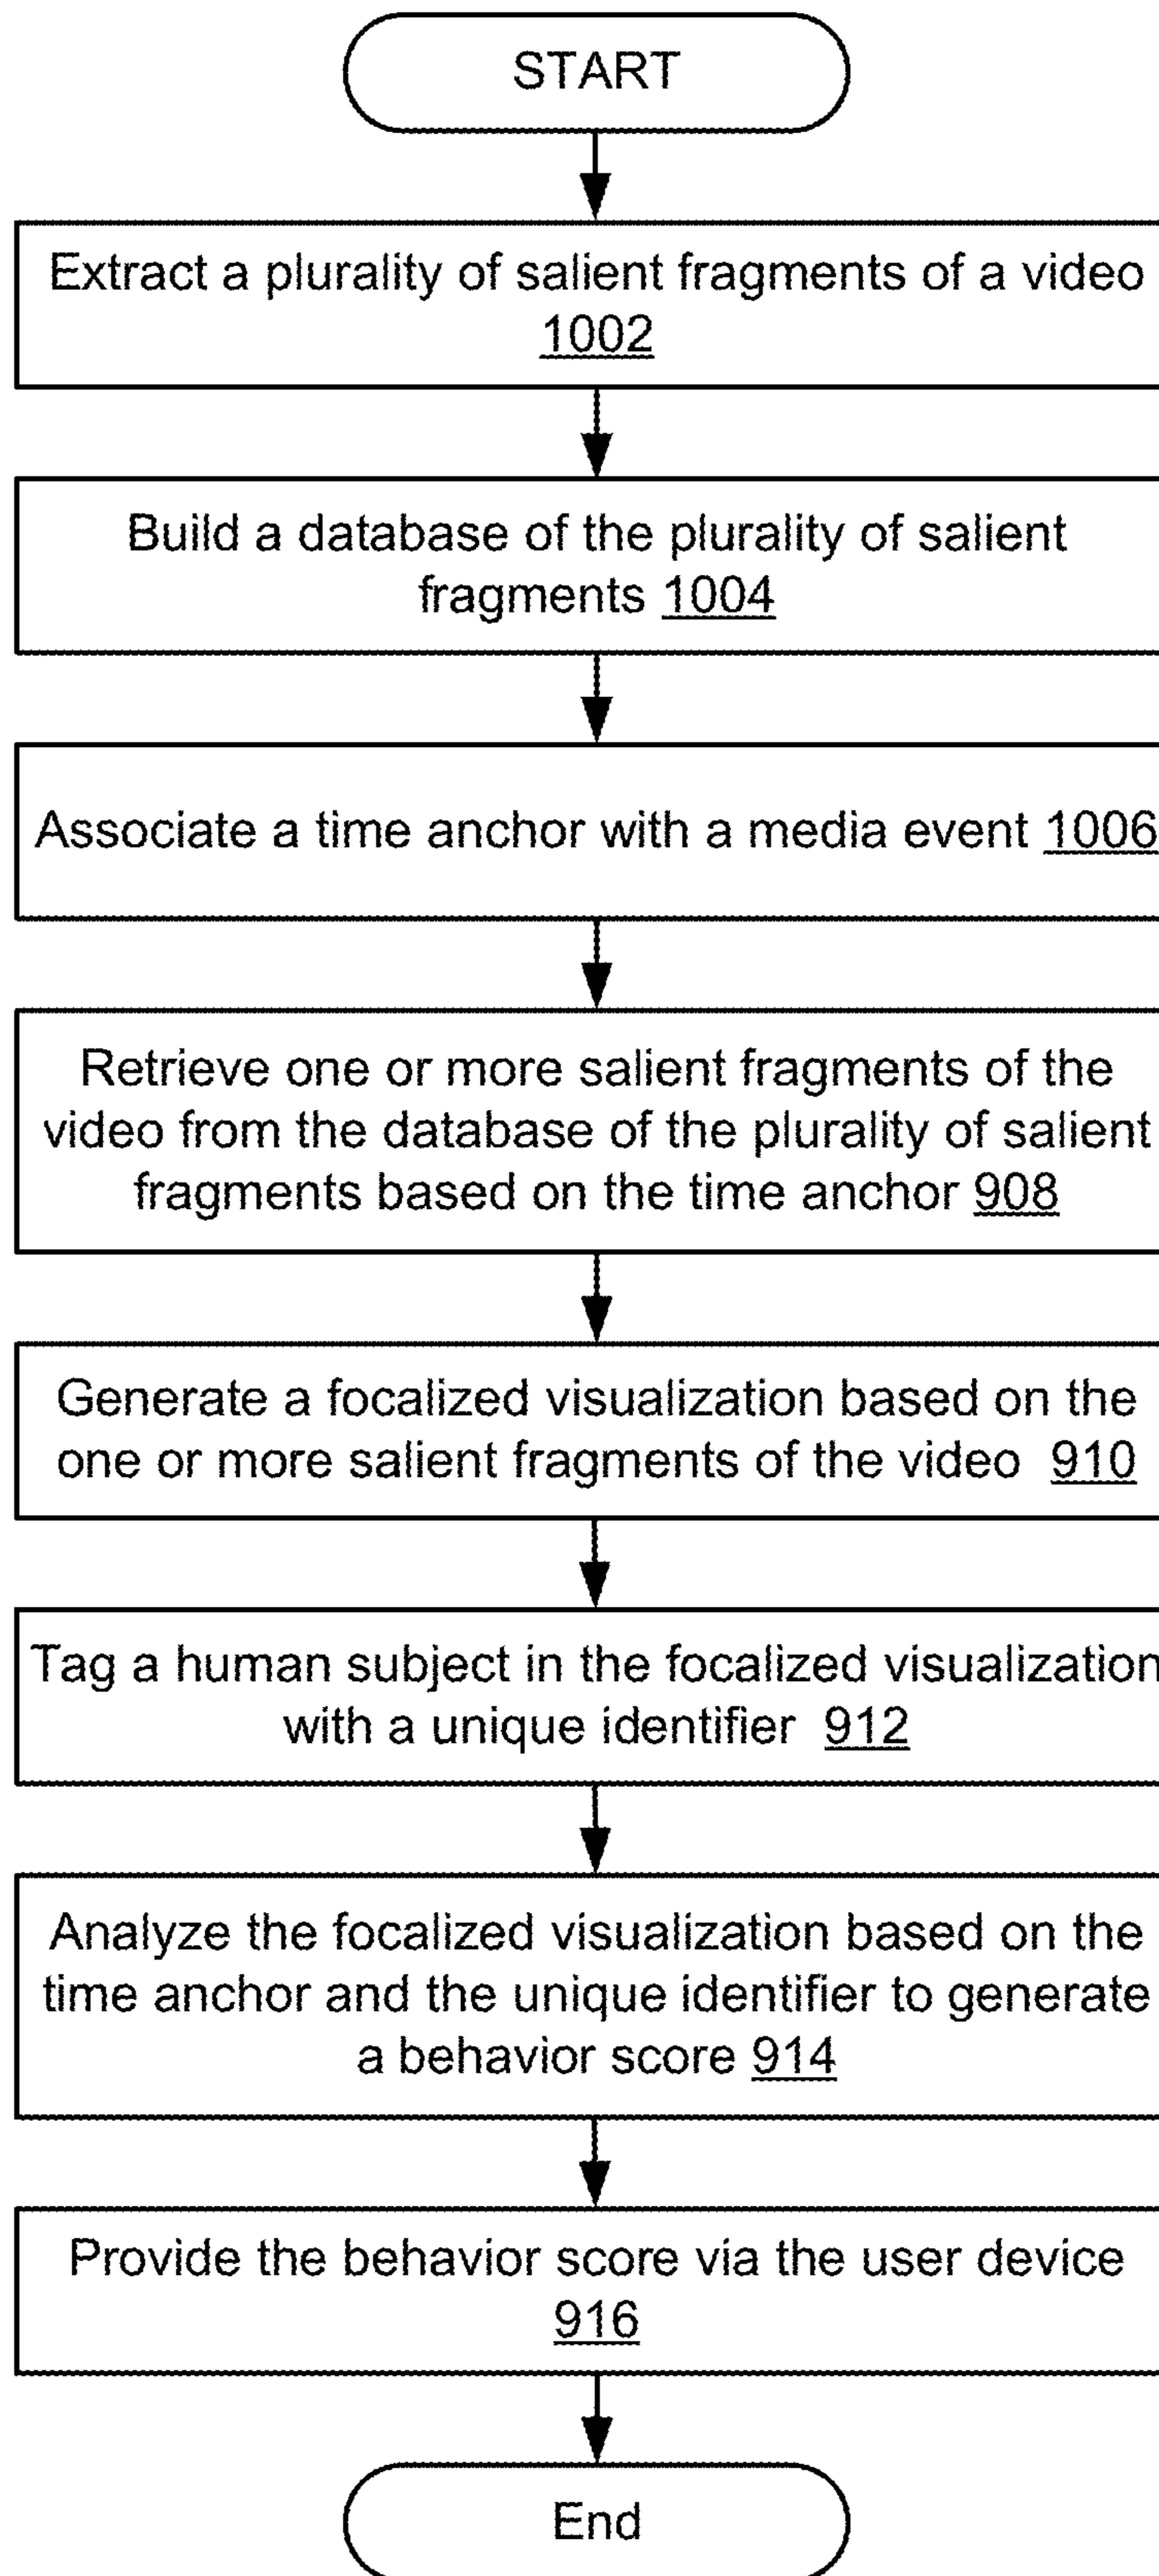 START
Extract a plurality of salient fragments of a video
1002
Build a database of the plurality of salient
fragments 1004
Associate a time anchor with a media event 1006
Retrieve one or more salient fragments of the
video from the database of the plurality of salient
fragments based on the time anchor 908
Generate a focalized visualization based on the
one or more salient fragments of the video 910
Tag a human subject in the focalized visualization
with a unique identifier 912
Analyze the focalized visualization based on the
time anchor and the unique identifier to generate
a behavior score 914
Provide the behavior score via the user device
916
End